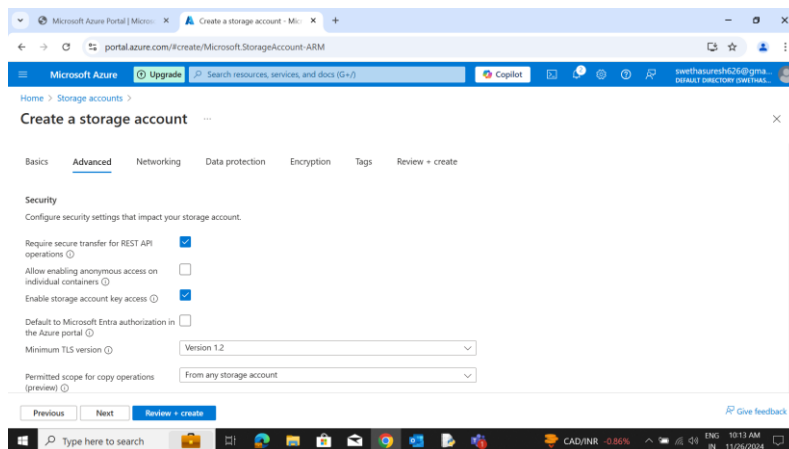 Microsoft Azure Portal | Micros
Create a storage account - Mic
portal.azure.com/#create/Microsoft.StorageAccount-ARM
Microsoft Azure
Upgrade
Search resources, services, and docs (G+/)
Copilot
swethasuresh626@gma...
DEFAULT DIRECTORY (SWETHAS...
Home > Storage accounts >
Create a storage account ...
Basics Advanced Networking Data protection Encryption Tags Review + create
Security
Configure security settings that impact your storage account.
Require secure transfer for REST API
operations
Allow enabling anonymous access on
individual containers
Enable storage account key access
Default to Microsoft Entra authorization in
the Azure portal
Minimum TLS version
Version 1.2
Permitted scope for copy operations
(preview)
From any storage account
Previous Next Review + create
Give feedback
Type here to search
CAD/INR -0.86%
ENG
IN
10:13 AM
11/26/2024